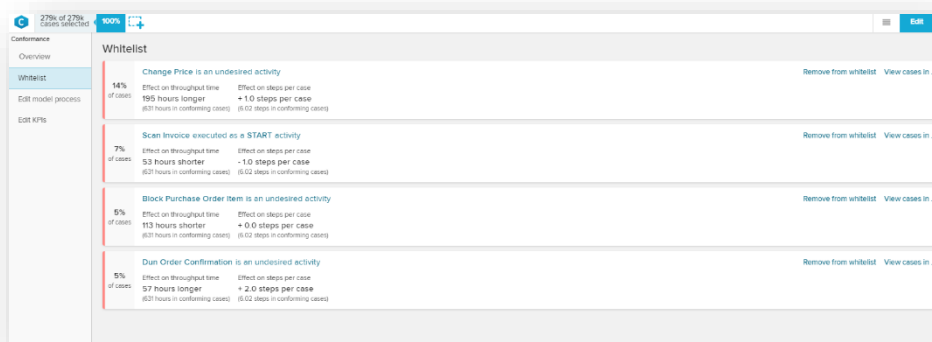 279k of 279k
cases selected
100%
Edit
Conformance
Overview
Whitelist
Edit model process
Edit KPIs
Whitelist
14%
of cases
Change Price is an undesired activity
Remove from whitelist View cases in
Effect on throughput time Effect on steps per case
195 hours longer + 1.0 steps per case
(631 hours in conforming cases) (6.02 steps in conforming cases)
7%
of cases
Scan Invoice executed as a START activity
Remove from whitelist View cases in
Effect on throughput time Effect on steps per case
53 hours shorter - 1.0 steps per case
(631 hours in conforming cases) (6.02 steps in conforming cases)
5%
of cases
Block Purchase Order Item is an undesired activity
Remove from whitelist View cases in
Effect on throughput time Effect on steps per case
113 hours shorter + 0.0 steps per case
(631 hours in conforming cases) (6.02 steps in conforming cases)
5%
of cases
Dun Order Confirmation is an undesired activity
Remove from whitelist View cases in
Effect on throughput time Effect on steps per case
57 hours longer + 2.0 steps per case
(631 hours in conforming cases) (6.02 steps in conforming cases)